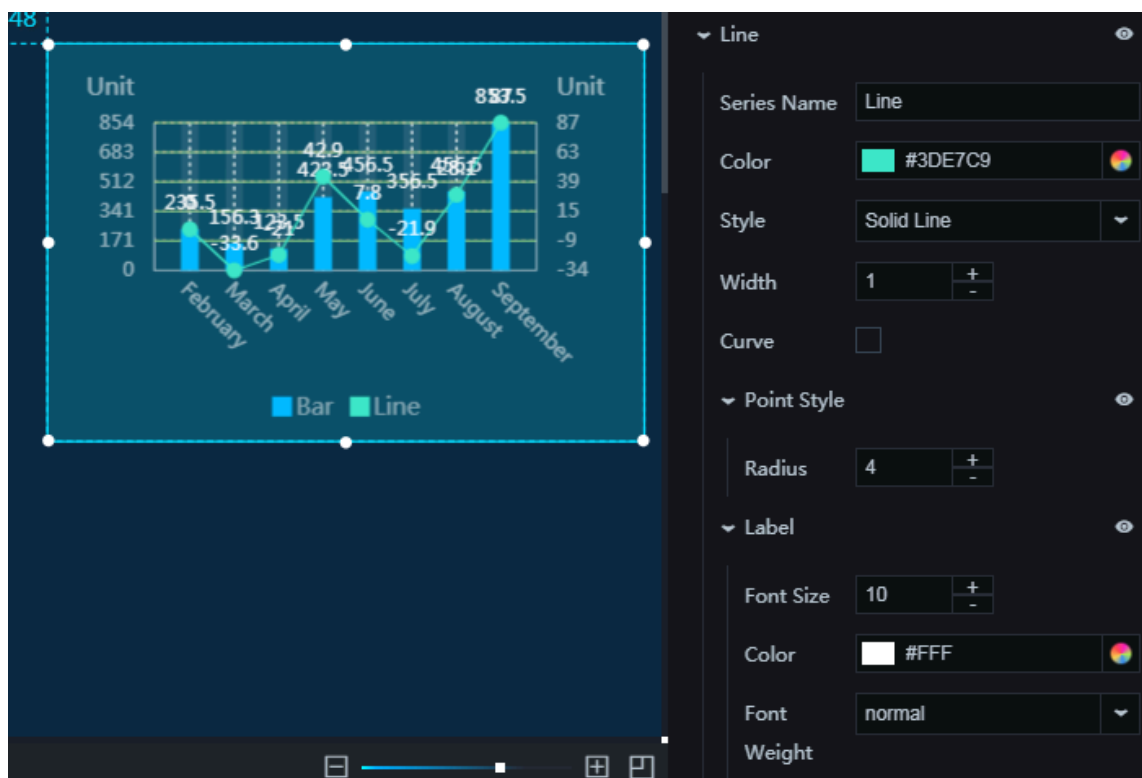 48
Unit
Unit
854
683
512
341
171
0
87
63
39
15
-9
-34
156.3
-33.6
42.9
456.5
7.8
356.5
-21.9
February
March
April
May
June
July
August
September
Bar
Line
Line
Series Name
Line
Color
#3DE7C9
Style
Solid Line
Width
1
+
-
Curve
Point Style
Radius
4
+
-
Label
Font Size
10
+
-
Color
#FFF
Font Weight
normal